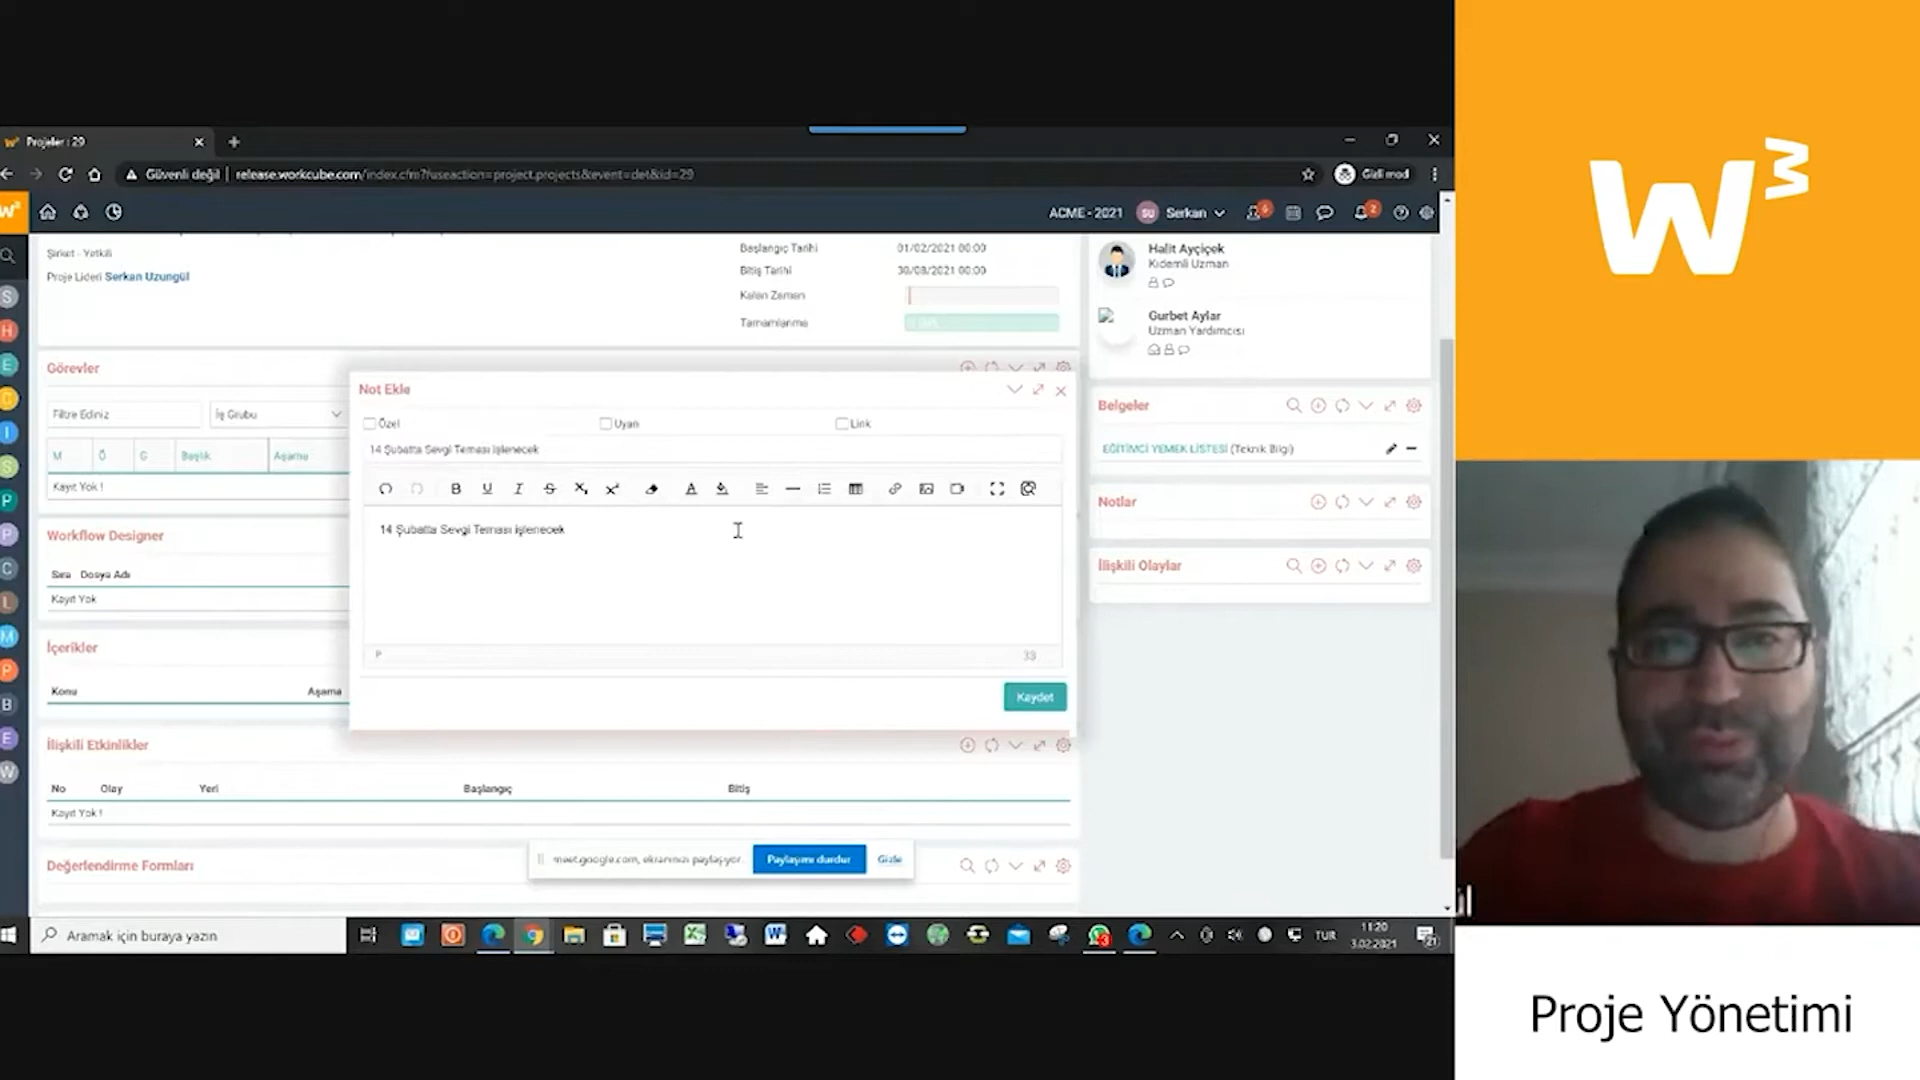 Projeler : 29
Güvenli değil | release.workcube.com/index.cfm?fuseaction=project.projects&event=det&id=29
Gizli mod
W³
ACME - 2021 SU Serkan 6 2
Şirket - Yetkili
Proje Lideri Serkan Uzungül
Başlangıç Tarihi 01/02/2021 00:00
Bitiş Tarihi 30/08/2021 00:00
Kalan Zaman
Tamamlanma
Halit Ayçiçek
Kıdemli Uzman
Gurbet Aylar
Uzman Yardımcısı
Görevler
Filtre Ediniz İş Grubu
M Ö G Başlık Aşama
Kayıt Yok !
Workflow Designer
Sıra Dosya Adı
Kayıt Yok
İçerikler
Konu Aşama
Not Ekle
Özel Uyarı Link
14 Şubatta Sevgi Teması işlenecek
14 Şubatta Sevgi Teması işlenecek
P 33
Kaydet
Belgeler
EĞİTİMCİ YEMEK LİSTESİ (Teknik Bilgi)
Notlar
İlişkili Olaylar
İlişkili Etkinlikler
No Olay Yeri Başlangıç Bitiş
Kayıt Yok !
Değerlendirme Formları
meet.google.com, ekranınızı paylaşıyor. Paylaşımı durdur Gizle
S
H
E
C
I
S
P
P
C
L
M
P
B
E
W
Aramak için buraya yazın
TUR
11:20
3.02.2021
21
W³
Proje Yönetimi